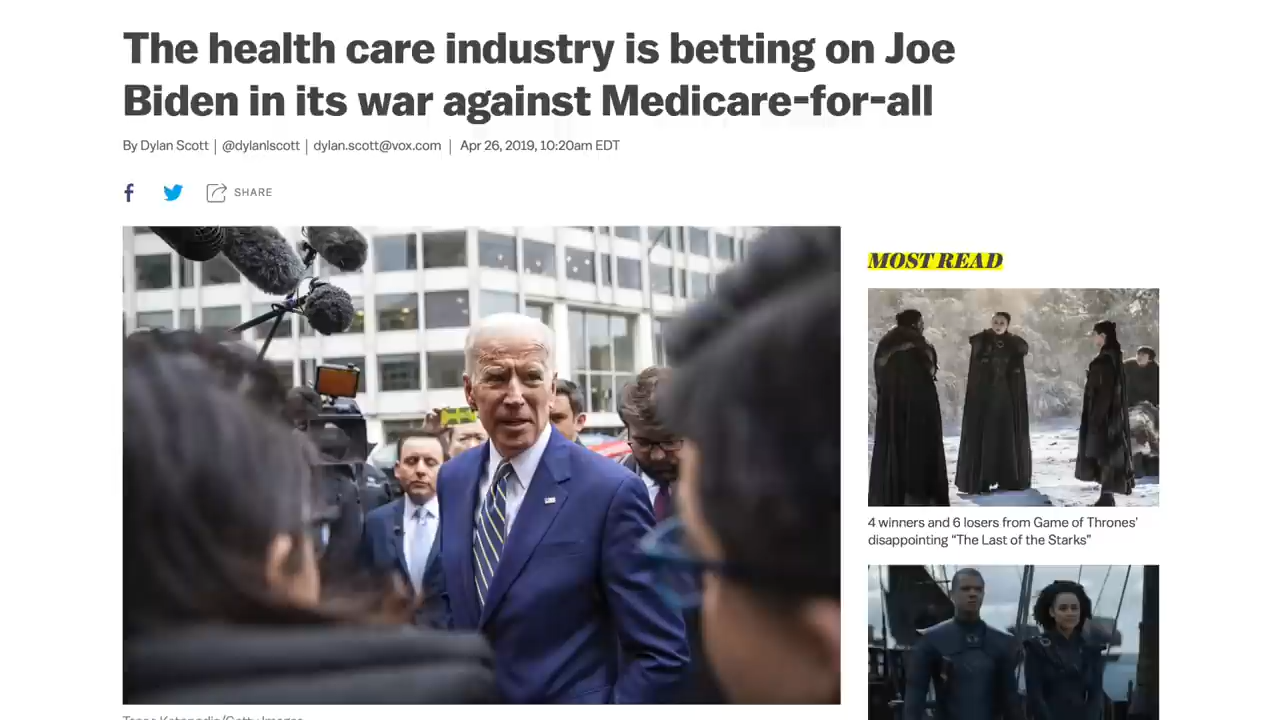 The health care industry is betting on Joe
Biden in its war against Medicare-for-all
By Dylan Scott | @dylanlscott | dylan.scott@vox.com | Apr 26, 2019, 10:20am EDT
SHARE
MOST READ
4 winners and 6 losers from Game of Thrones'
disappointing “The Last of the Starks”